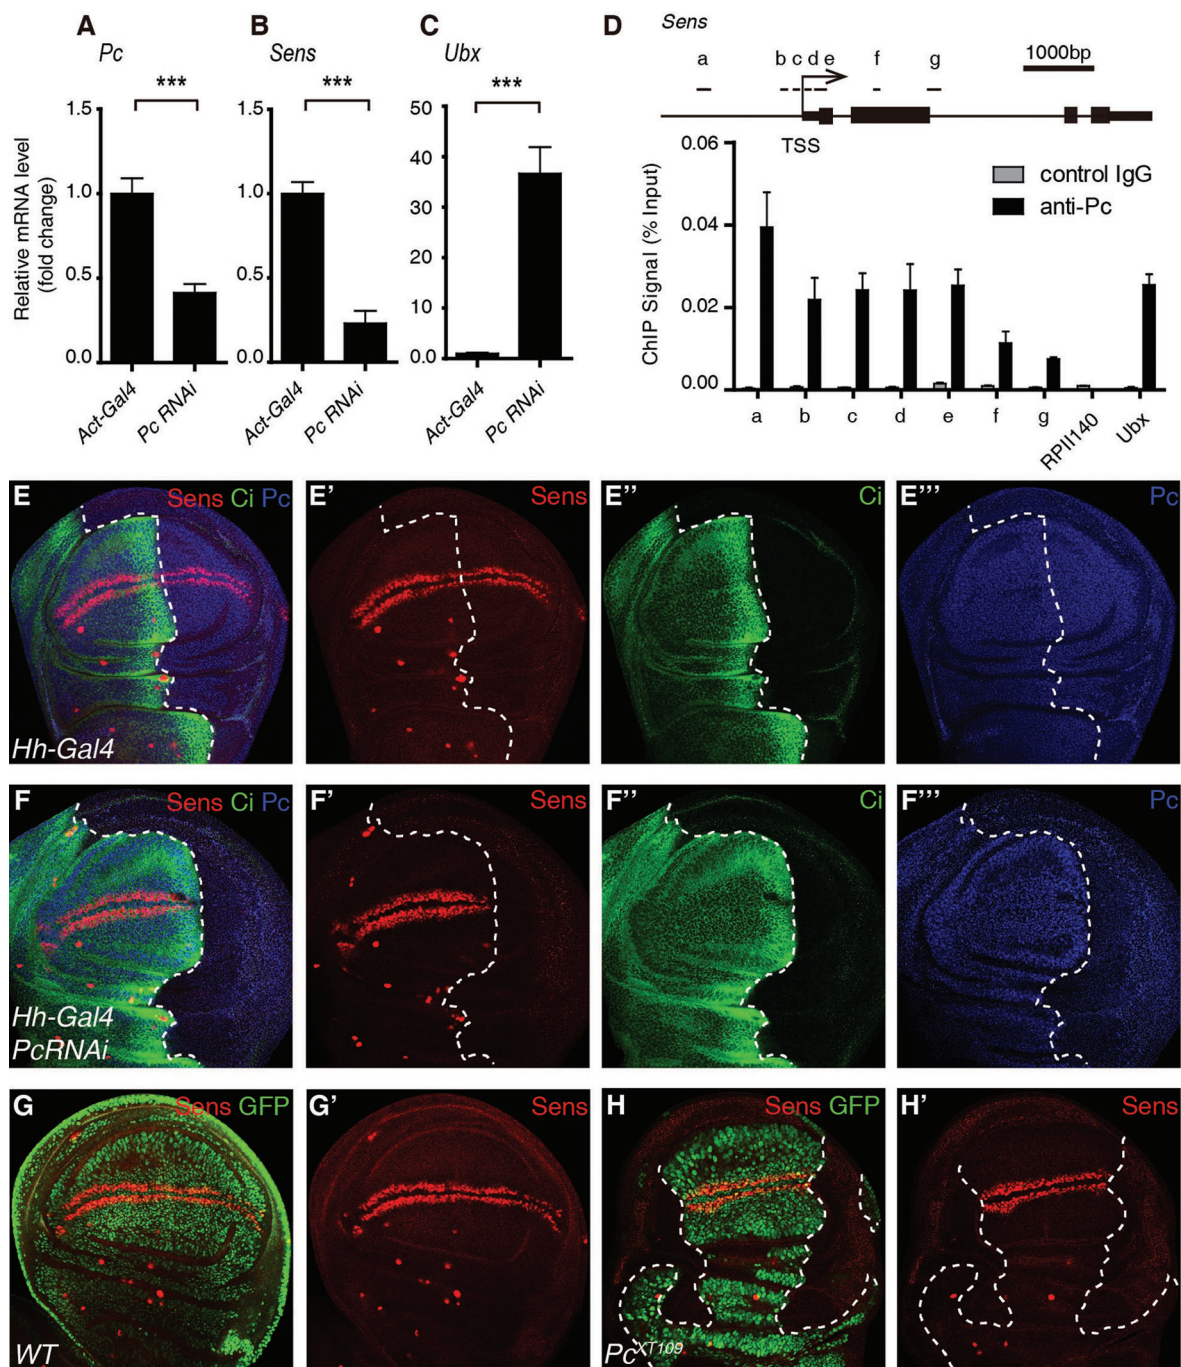 A
Pc
***
Relative mRNA level
(fold change)
1.5
1.0
0.5
0.0
Act-Gal4
Pc RNAi
B
Sens
***
1.5
1.0
0.5
0.0
Act-Gal4
Pc RNAi
C
Ubx
***
50
40
30
20
10
0.0
Act-Gal4
Pc RNAi
D
Sens
1000bp
a b c d e f g
TSS
ChIP Signal (% Input)
0.06
0.04
0.02
0.00
control IgG
anti-Pc
a b c d e f g RPII140 Ubx
E
Sens Ci Pc
Hh-Gal4
E'
Sens
E''
Ci
E'''
Pc
F
Sens Ci Pc
Hh-Gal4
PcRNAi
F'
Sens
F''
Ci
F'''
Pc
G
Sens GFP
WT
G'
Sens
H
Sens GFP
PcXT109
H'
Sens